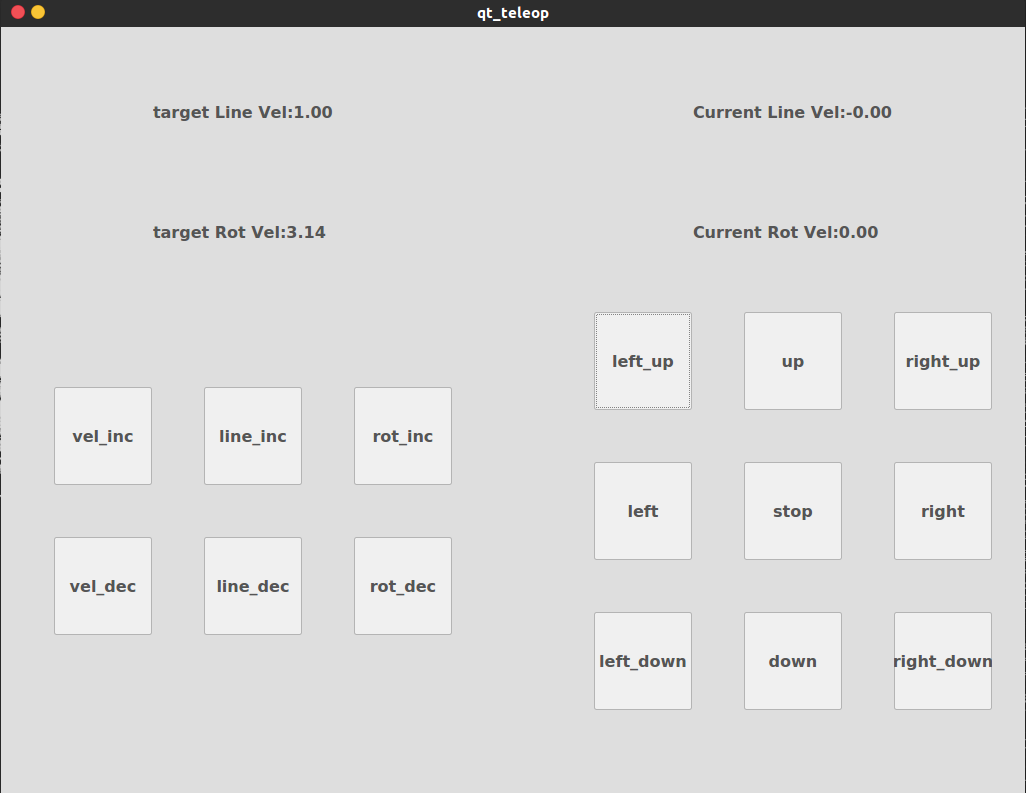 qt_teleop
target Line Vel:1.00
Current Line Vel:-0.00
target Rot Vel:3.14
Current Rot Vel:0.00
vel_inc
line_inc
rot_inc
vel_dec
line_dec
rot_dec
left_up
up
right_up
left
stop
right
left_down
down
right_down